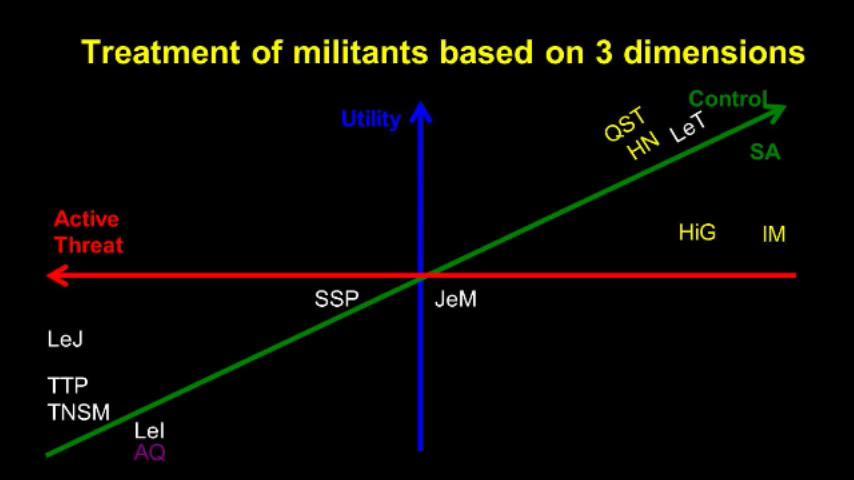 Treatment of militants based on 3 dimensions
Control
Utility
QST
HN
LeT
SA
Active
Threat
HiG
IM
SSP
JeM
LeJ
TTP
TNSM
LeI
AQ